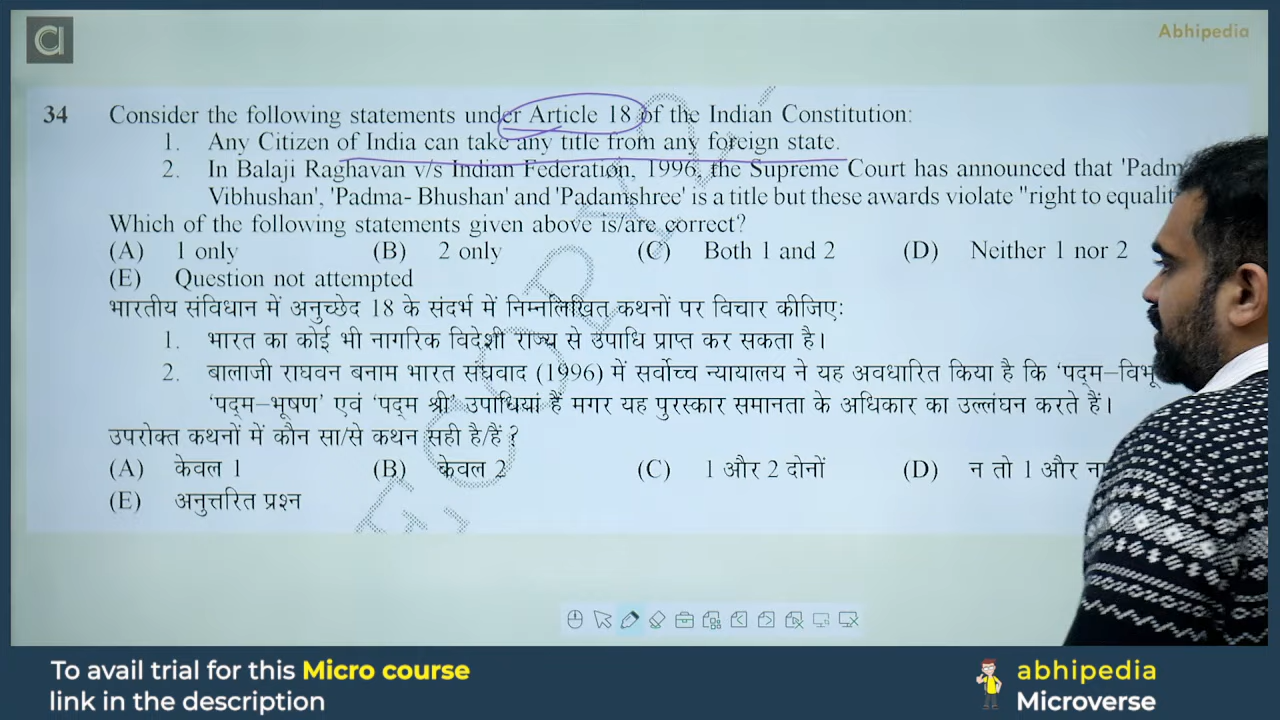 Abhipedia
34 Consider the following statements under Article 18 of the Indian Constitution:
1. Any Citizen of India can take any title from any foreign state.
2. In Balaji Raghavan v/s Indian Federation, 1996, the Supreme Court has announced that 'Padm
Vibhushan', 'Padma- Bhushan' and 'Padamshree' is a title but these awards violate "right to equalit
Which of the following statements given above is/are correct?
(A) 1 only (B) 2 only (C) Both 1 and 2 (D) Neither 1 nor 2
(E) Question not attempted
भारतीय संविधान में अनुच्छेद 18 के संदर्भ में निम्नलिखित कथनों पर विचार कीजिए:
1. भारत का कोई भी नागरिक विदेशी राज्य से उपाधि प्राप्त कर सकता है।
2. बालाजी राघवन बनाम भारत संघवाद (1996) में सर्वोच्च न्यायालय ने यह अवधारित किया है कि 'पद्म–विभू
'पद्म–भूषण' एवं 'पद्म श्री' उपाधियां हैं मगर यह पुरस्कार समानता के अधिकार का उल्लंघन करते हैं।
उपरोक्त कथनों में कौन सा/से कथन सही है/हैं ?
(A) केवल 1 (B) केवल 2 (C) 1 और 2 दोनों (D) न तो 1 और ना
(E) अनुत्तरित प्रश्न
To avail trial for this Micro course
link in the description
abhipedia
Microverse